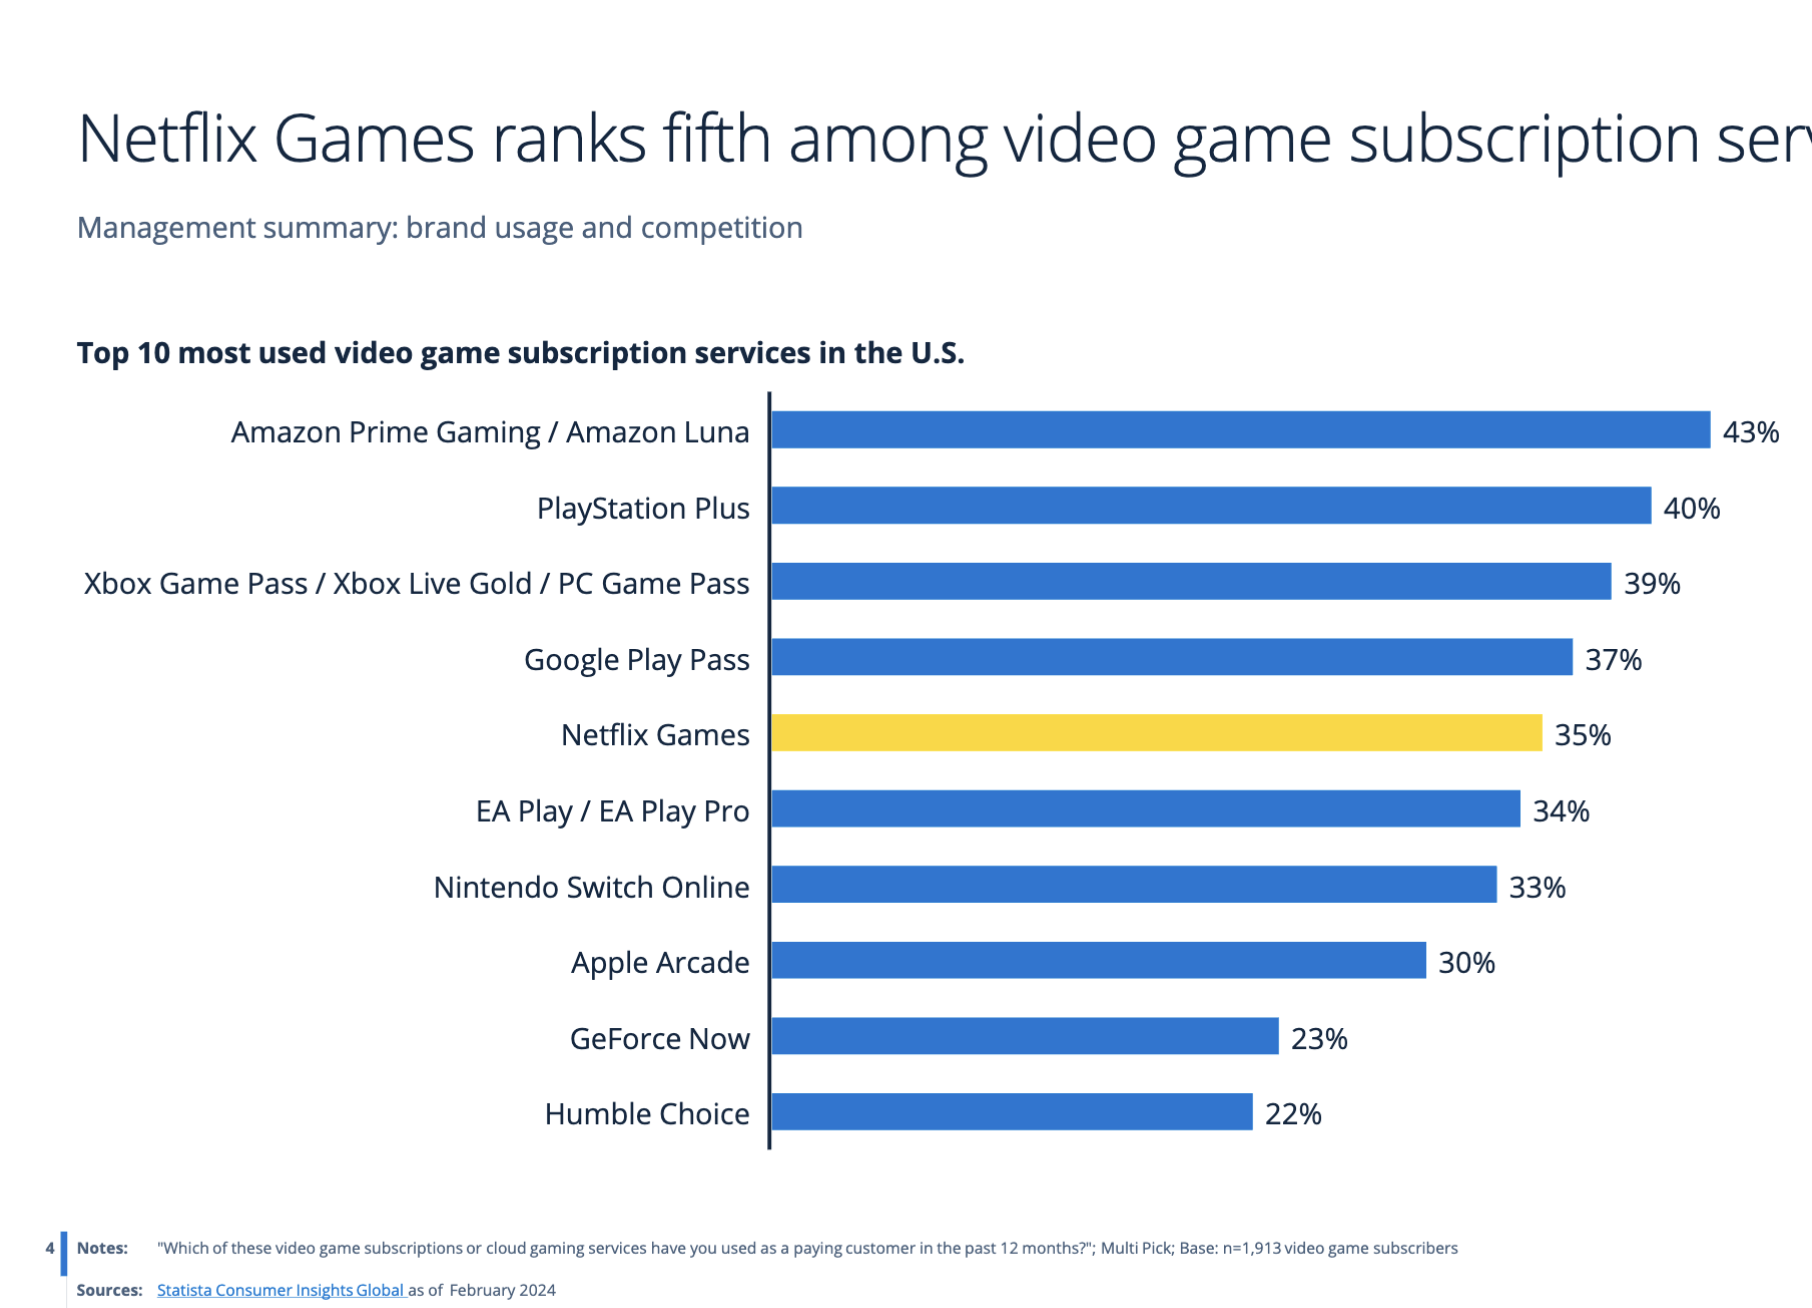 Netflix Games ranks fifth among video game subscription serv
Management summary: brand usage and competition
Top 10 most used video game subscription services in the U.S.
Amazon Prime Gaming / Amazon Luna 43%
PlayStation Plus 40%
Xbox Game Pass / Xbox Live Gold / PC Game Pass 39%
Google Play Pass 37%
Netflix Games 35%
EA Play / EA Play Pro 34%
Nintendo Switch Online 33%
Apple Arcade 30%
GeForce Now 23%
Humble Choice 22%
4 Notes: "Which of these video game subscriptions or cloud gaming services have you used as a paying customer in the past 12 months?"; Multi Pick; Base: n=1,913 video game subscribers
Sources: Statista Consumer Insights Global as of February 2024